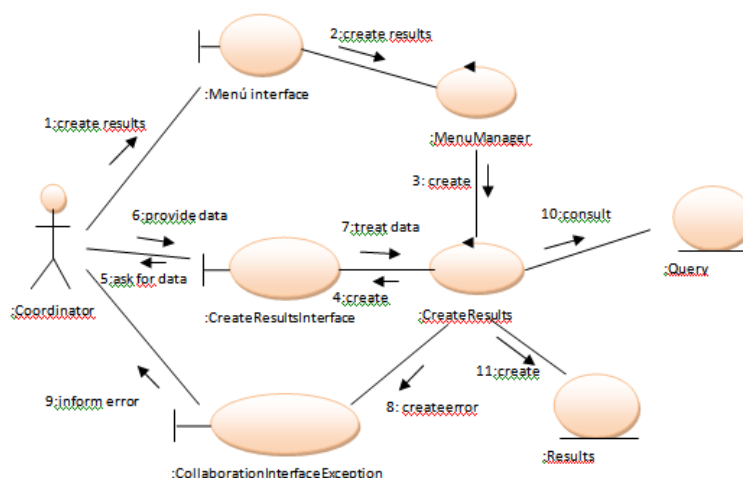 2:create results
:Menú interface
1:create results
:MenuManager
3: create
6:provide data
7:treat data
10:consult
5:ask for data
4:create
:Query
:Coordinator
:CreateResultsInterface
:CreateResults
11:create
9:inform error
8: createerror
:Results
:CollaborationInterfaceException